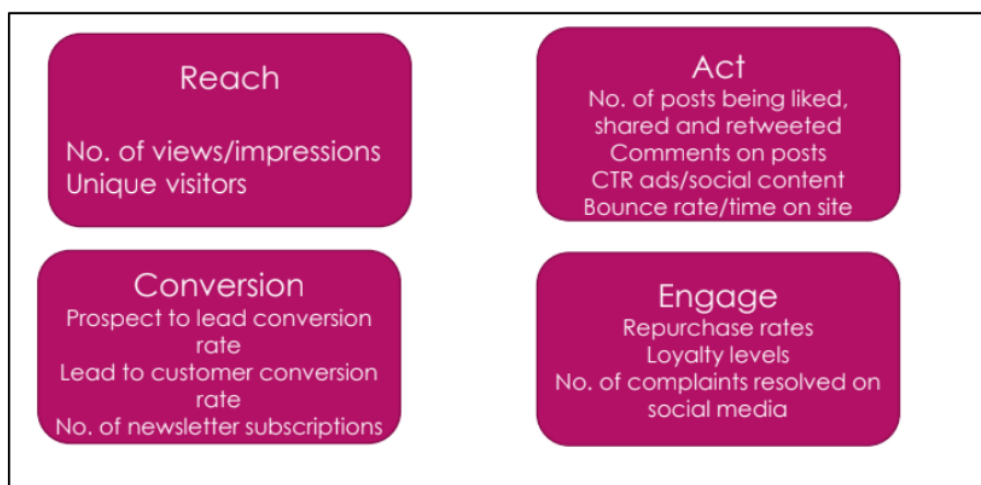 Reach
No. of views/impressions
Unique visitors
Act
No. of posts being liked,
shared and retweeted
Comments on posts
CTR ads/social content
Bounce rate/time on site
Conversion
Prospect to lead conversion
rate
Lead to customer conversion
rate
No. of newsletter subscriptions
Engage
Repurchase rates
Loyalty levels
No. of complaints resolved on
social media